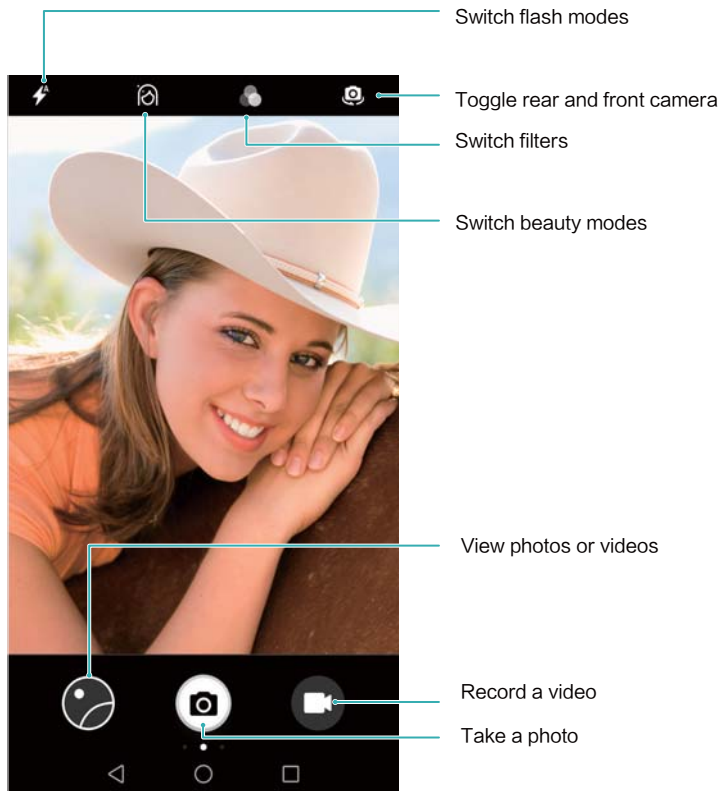 Switch flash modes
A
Toggle rear and front camera
Switch filters
Switch beauty modes
View photos or videos
Record a video
Take a photo